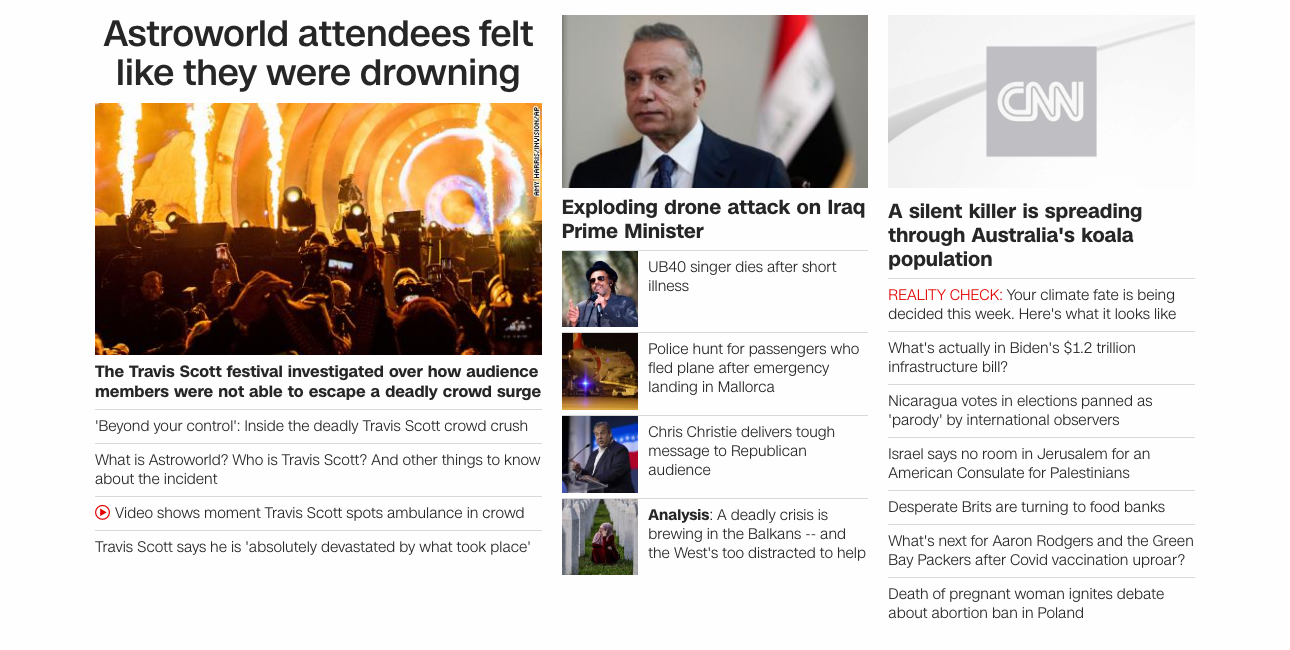 Astroworld attendees felt
like they were drowning
AMY HARRIS/INVISION/AP
The Travis Scott festival investigated over how audience
members were not able to escape a deadly crowd surge
'Beyond your control': Inside the deadly Travis Scott crowd crush
What is Astroworld? Who is Travis Scott? And other things to know
about the incident
Video shows moment Travis Scott spots ambulance in crowd
Travis Scott says he is 'absolutely devastated by what took place'
Exploding drone attack on Iraq
Prime Minister
UB40 singer dies after short
illness
Police hunt for passengers who
fled plane after emergency
landing in Mallorca
Chris Christie delivers tough
message to Republican
audience
Analysis: A deadly crisis is
brewing in the Balkans -- and
the West's too distracted to help
CNN
A silent killer is spreading
through Australia's koala
population
REALITY CHECK: Your climate fate is being
decided this week. Here's what it looks like
What's actually in Biden's $1.2 trillion
infrastructure bill?
Nicaragua votes in elections panned as
'parody' by international observers
Israel says no room in Jerusalem for an
American Consulate for Palestinians
Desperate Brits are turning to food banks
What's next for Aaron Rodgers and the Green
Bay Packers after Covid vaccination uproar?
Death of pregnant woman ignites debate
about abortion ban in Poland